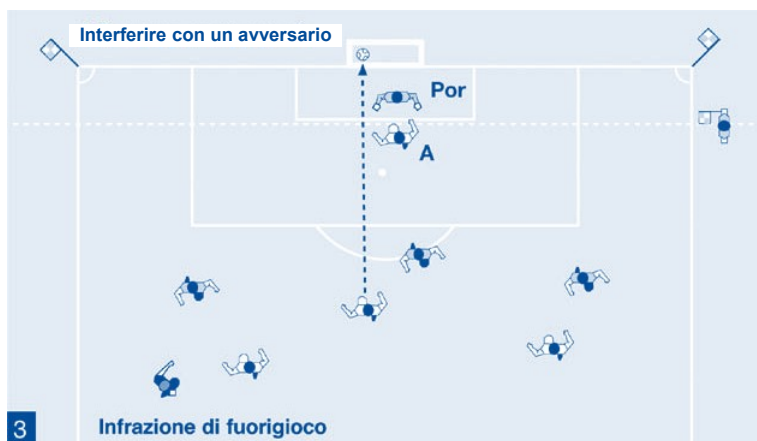 Interferire con un avversario
Por
A
3
Infrazione di fuorigioco